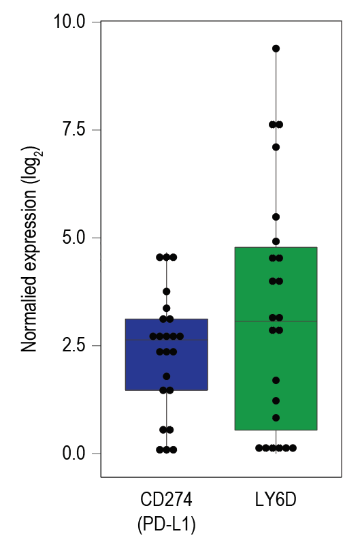 10.0
7.5
5.0
2.5
0.0
Normalied expression (log2)
CD274
(PD-L1)
LY6D